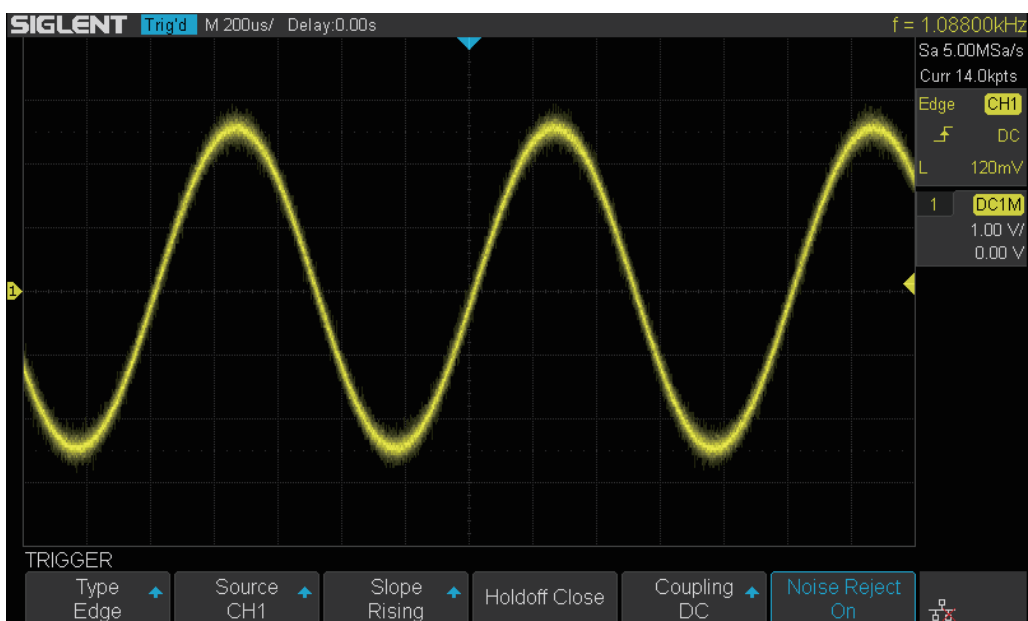 SIGLENT Trig'd M 200us/ Delay:0.00s f = 1.08800kHz
Sa 5.00MSa/s
Curr 14.0kpts
Edge CH1
DC
L 120mV
1 DC1M
1.00 V/
0.00 V
1
TRIGGER
Type Source Slope Holdoff Close Coupling Noise Reject
Edge CH1 Rising DC On